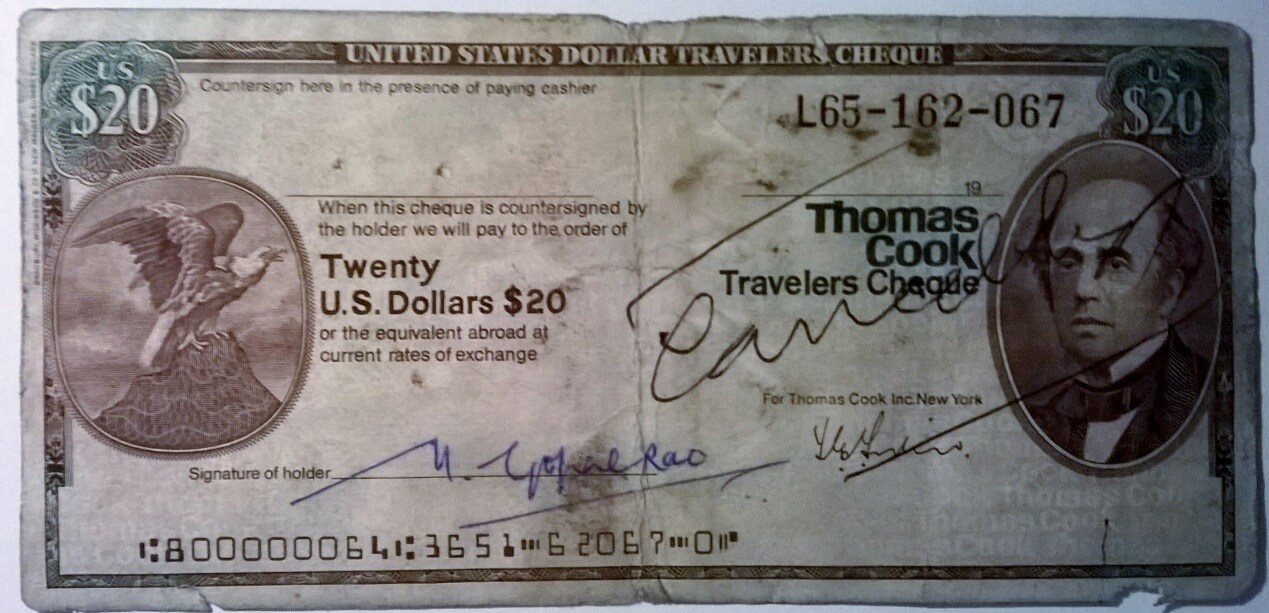 UNITED STATES DOLLAR TRAVELERS CHEQUE
US
$20
Countersign here in the presence of paying cashier
L65-162-067
US
$20
19
When this cheque is countersigned by
the holder we will pay to the order of
Twenty
U.S. Dollars $20
or the equivalent abroad at
current rates of exchange
Thomas
Cook
Travelers Cheque
Cancelled
For Thomas Cook Inc. New York
Signature of holder
N. Gopal Rao
⑆800000064⑆3651⑈62067⑈0⑈